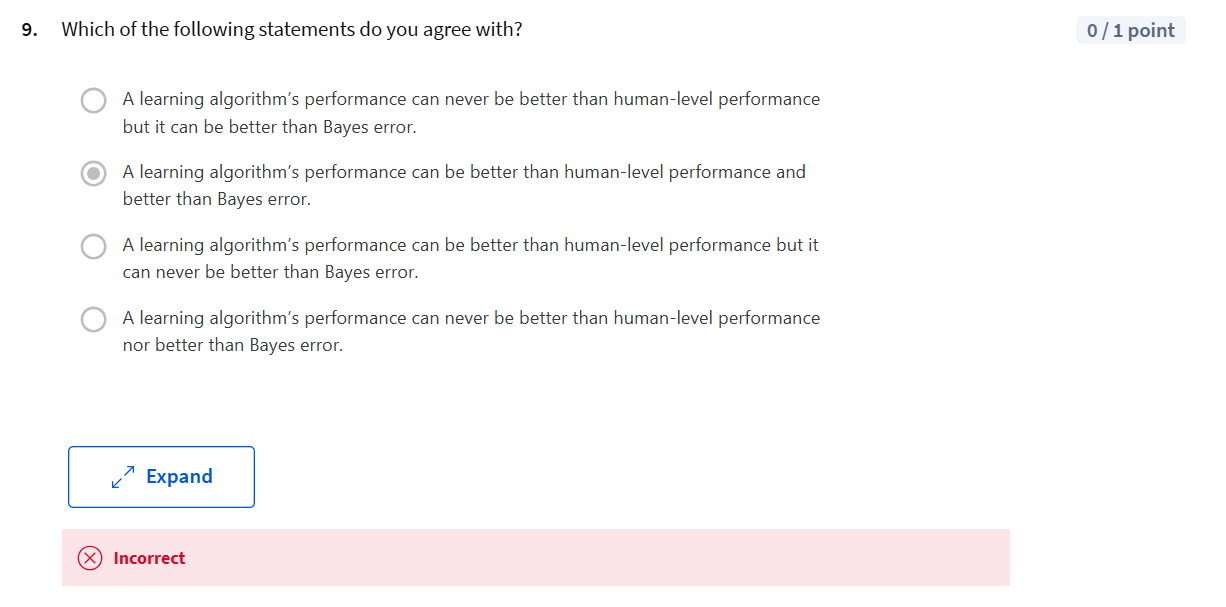 9. Which of the following statements do you agree with?
0 / 1 point
A learning algorithm's performance can never be better than human-level performance
but it can be better than Bayes error.
A learning algorithm's performance can be better than human-level performance and
better than Bayes error.
A learning algorithm's performance can be better than human-level performance but it
can never be better than Bayes error.
A learning algorithm's performance can never be better than human-level performance
nor better than Bayes error.
Expand
Incorrect